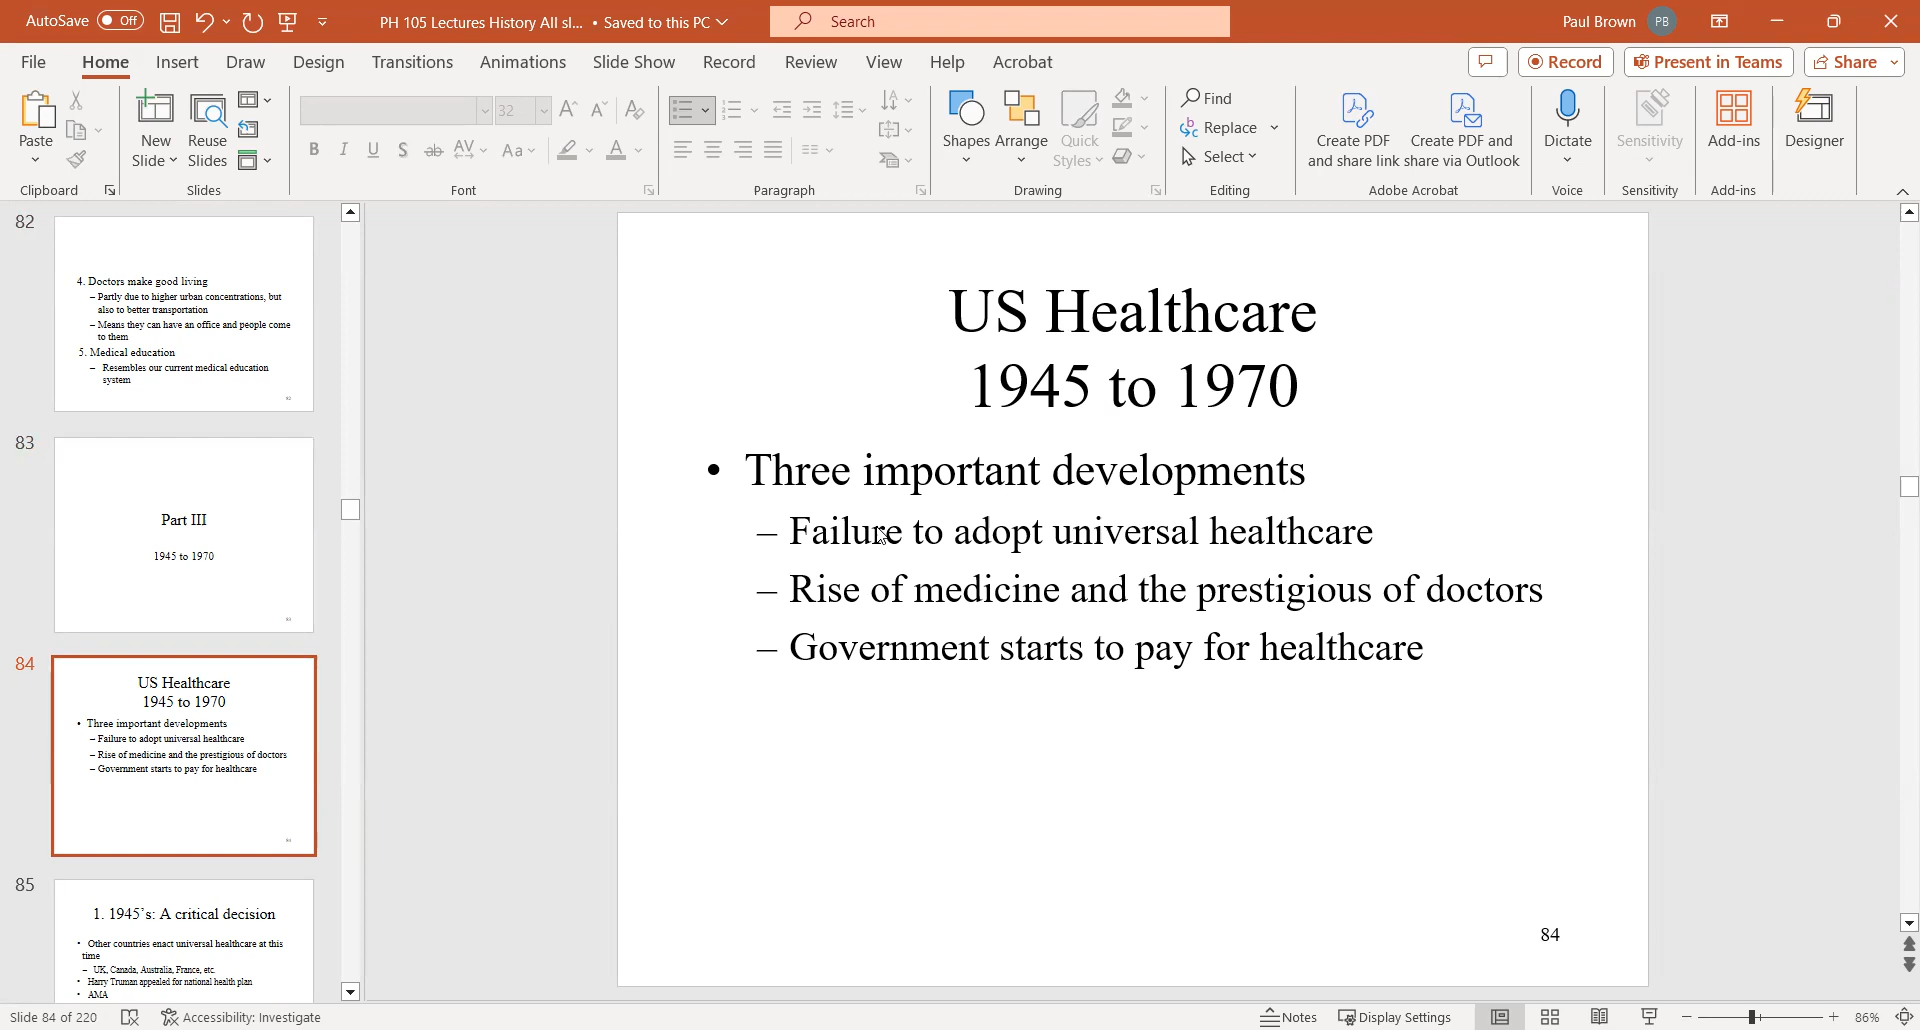 AutoSave Off PH 105 Lectures History All sl... • Saved to this PC Search Paul Brown PB
File Home Insert Draw Design Transitions Animations Slide Show Record Review View Help Acrobat Record Present in Teams Share
Paste
New Slide
Reuse Slides
32
B I U S ab AV Aa A
Shapes Arrange Quick Styles
Find
Replace
Select
Create PDF and share link
Create PDF and share via Outlook
Dictate
Sensitivity
Add-ins
Designer
Clipboard Slides Font Paragraph Drawing Editing Adobe Acrobat Voice Sensitivity Add-ins
82
4. Doctors make good living
– Partly due to higher urban concentrations, but
also to better transportation
– Means they can have an office and people come
to them
5. Medical education
– Resembles our current medical education
system
83
Part III
1945 to 1970
84
US Healthcare
1945 to 1970
• Three important developments
– Failure to adopt universal healthcare
– Rise of medicine and the prestigious of doctors
– Government starts to pay for healthcare
85
1. 1945's: A critical decision
• Other countries enact universal healthcare at this
time
– UK, Canada, Australia, France, etc.
• Harry Truman appealed for national health plan
• AMA
US Healthcare
1945 to 1970
• Three important developments
– Failure to adopt universal healthcare
– Rise of medicine and the prestigious of doctors
– Government starts to pay for healthcare
84
Slide 84 of 220 Accessibility: Investigate Notes Display Settings 86%